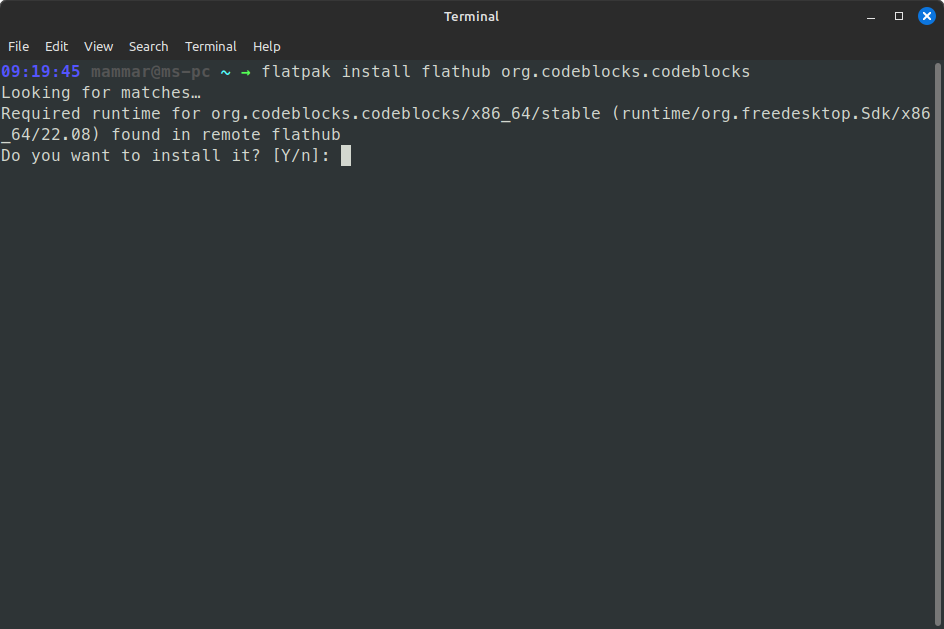 Terminal
File Edit View Search Terminal Help
09:19:45 mammar@ms-pc ~ → flatpak install flathub org.codeblocks.codeblocks
Looking for matches…
Required runtime for org.codeblocks.codeblocks/x86_64/stable (runtime/org.freedesktop.Sdk/x86
_64/22.08) found in remote flathub
Do you want to install it? [Y/n]: